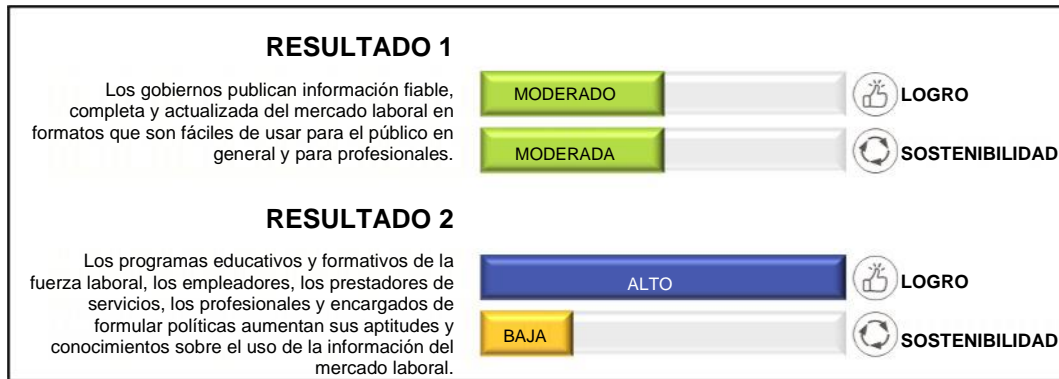 RESULTADO 1
Los gobiernos publican información fiable,
completa y actualizada del mercado laboral en
formatos que son fáciles de usar para el público en
general y para profesionales.
MODERADO
LOGRO
MODERADA
SOSTENIBILIDAD
RESULTADO 2
Los programas educativos y formativos de la
fuerza laboral, los empleadores, los prestadores de
servicios, los profesionales y encargados de
formular políticas aumentan sus aptitudes y
conocimientos sobre el uso de la información del
mercado laboral.
ALTO
LOGRO
BAJA
SOSTENIBILIDAD